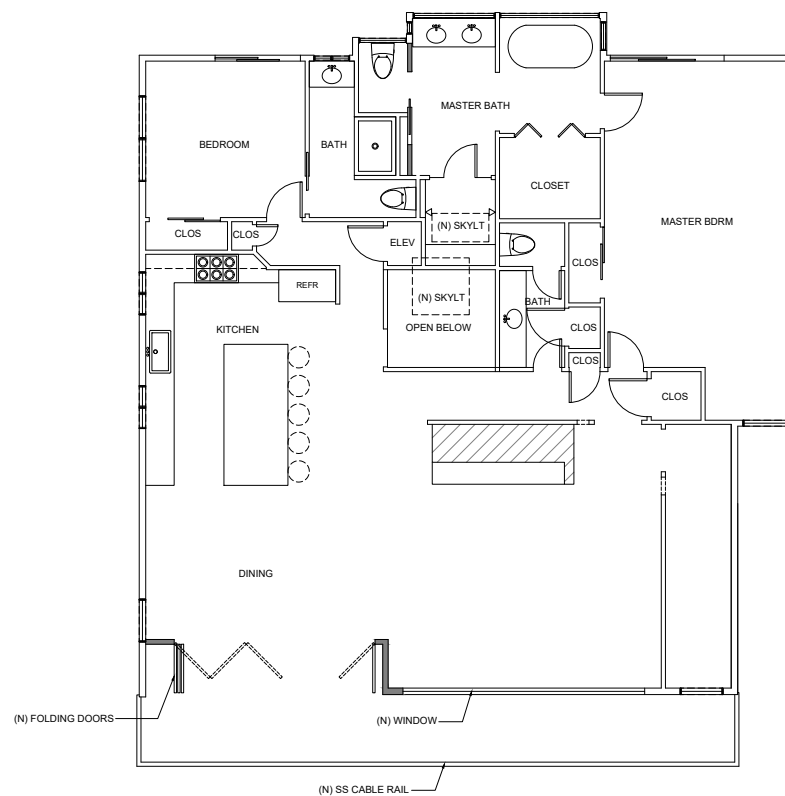 MASTER BATH
BEDROOM
BATH
CLOSET
MASTER BDRM
(N) SKYLT
CLOS
CLOS
ELEV
CLOS
REFR
(N) SKYLT
BATH
KITCHEN
OPEN BELOW
CLOS
CLOS
CLOS
DINING
(N) FOLDING DOORS
(N) WINDOW
(N) SS CABLE RAIL